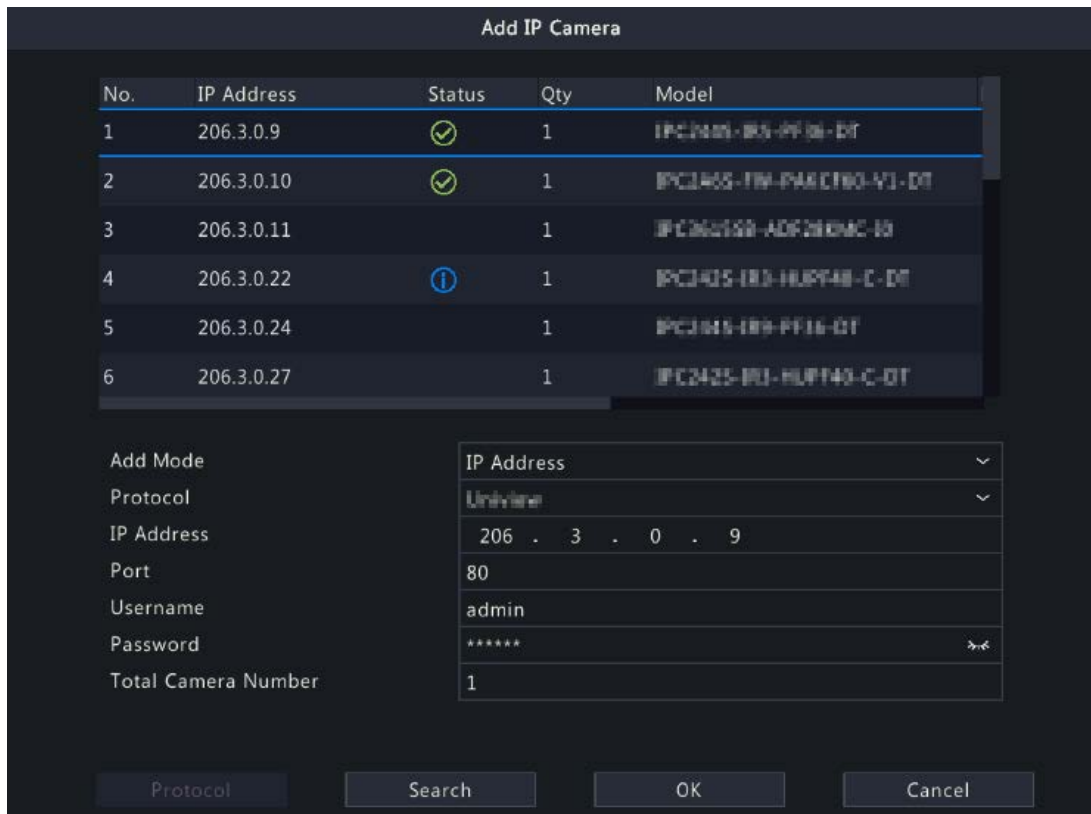 Add IP Camera
No. IP Address Status Qty Model
1 206.3.0.9 1
2 206.3.0.10 1
3 206.3.0.11 1
4 206.3.0.22 1
5 206.3.0.24 1
6 206.3.0.27 1
Add Mode IP Address
Protocol
IP Address 206 . 3 . 0 . 9
Port 80
Username admin
Password ******
Total Camera Number 1
Protocol Search OK Cancel